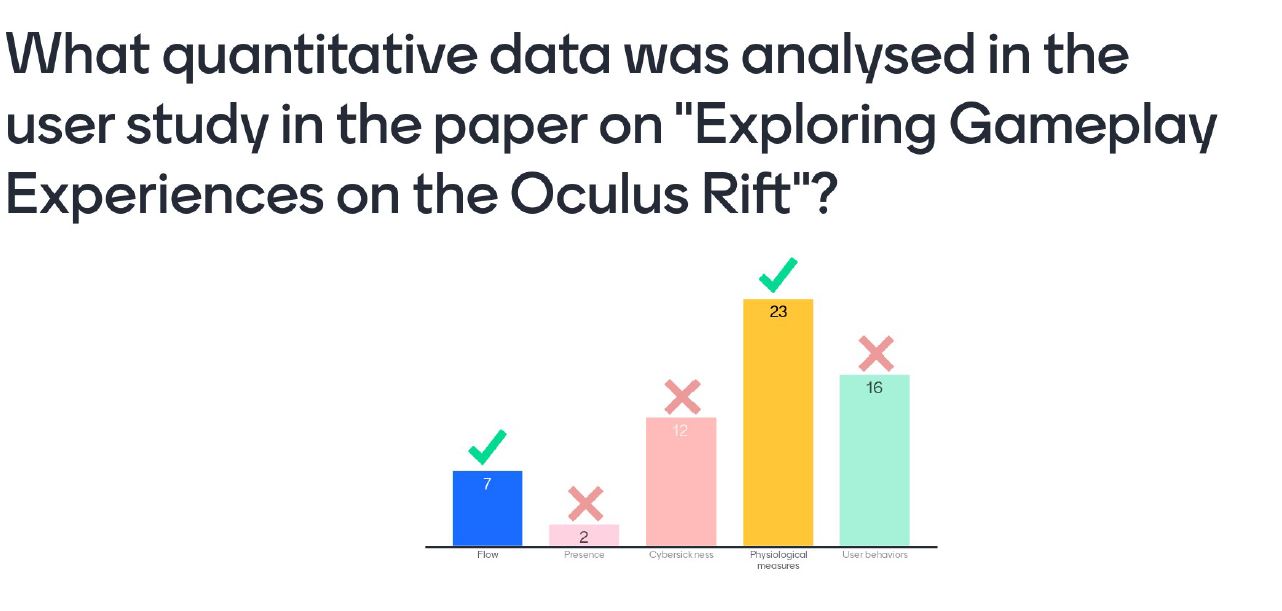 What quantitative data was analysed in the
user study in the paper on "Exploring Gameplay
Experiences on the Oculus Rift"?
7
2
12
23
16
Flow
Presence
Cybersickness
Physiological
measures
User behaviors